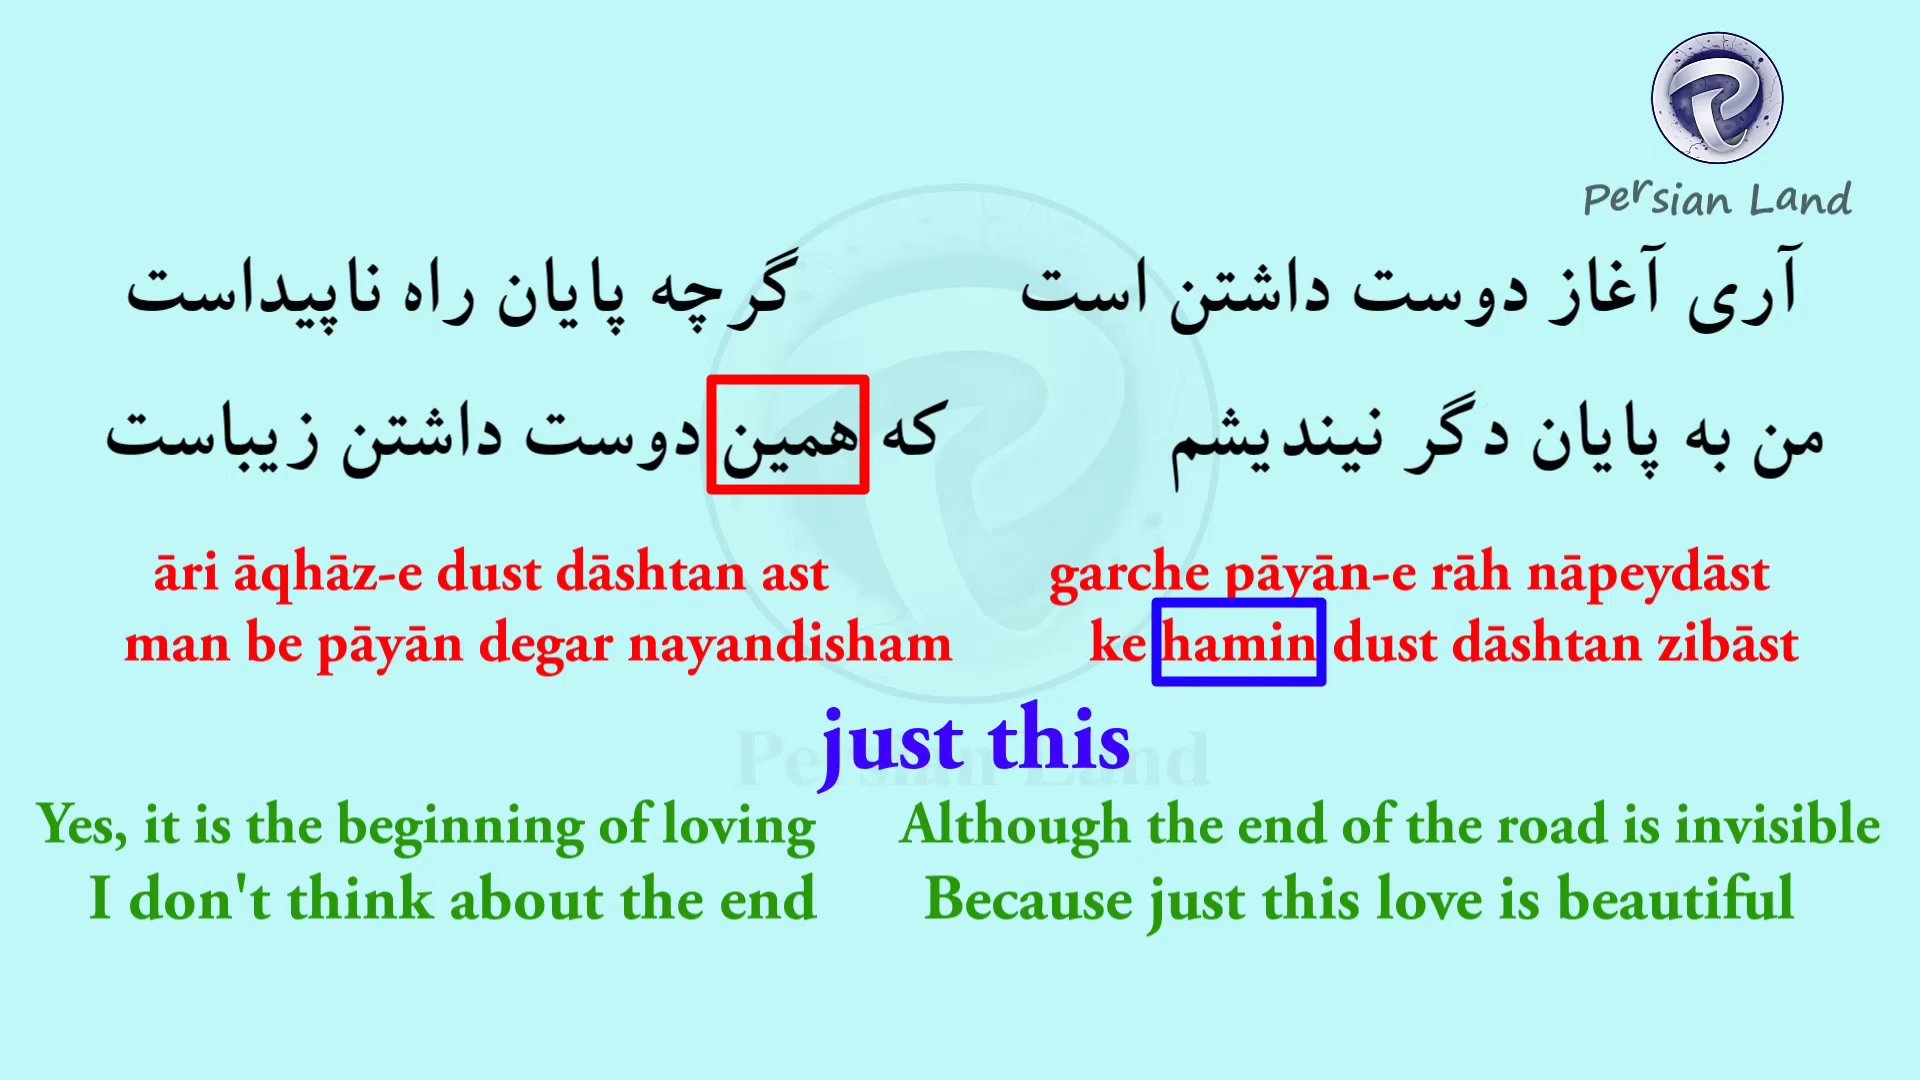 Persian Land
آری آغاز دوست داشتن است گرچه پایان راه ناپیداست
من به پایان دگر نیندیشم که همین دوست داشتن زیباست
āri āqhāz-e dust dāshtan ast garche pāyān-e rāh nāpeydāst
man be pāyān degar nayandisham ke hamin dust dāshtan zibāst
just this
Persian Land
Yes, it is the beginning of loving Although the end of the road is invisible
I don't think about the end Because just this love is beautiful